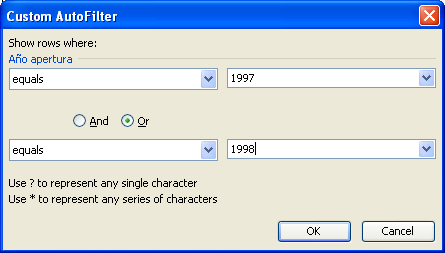 Custom AutoFilter
Show rows where:
Año apertura
equals 1997
And Or
equals 1998
Use ? to represent any single character
Use * to represent any series of characters
OK Cancel